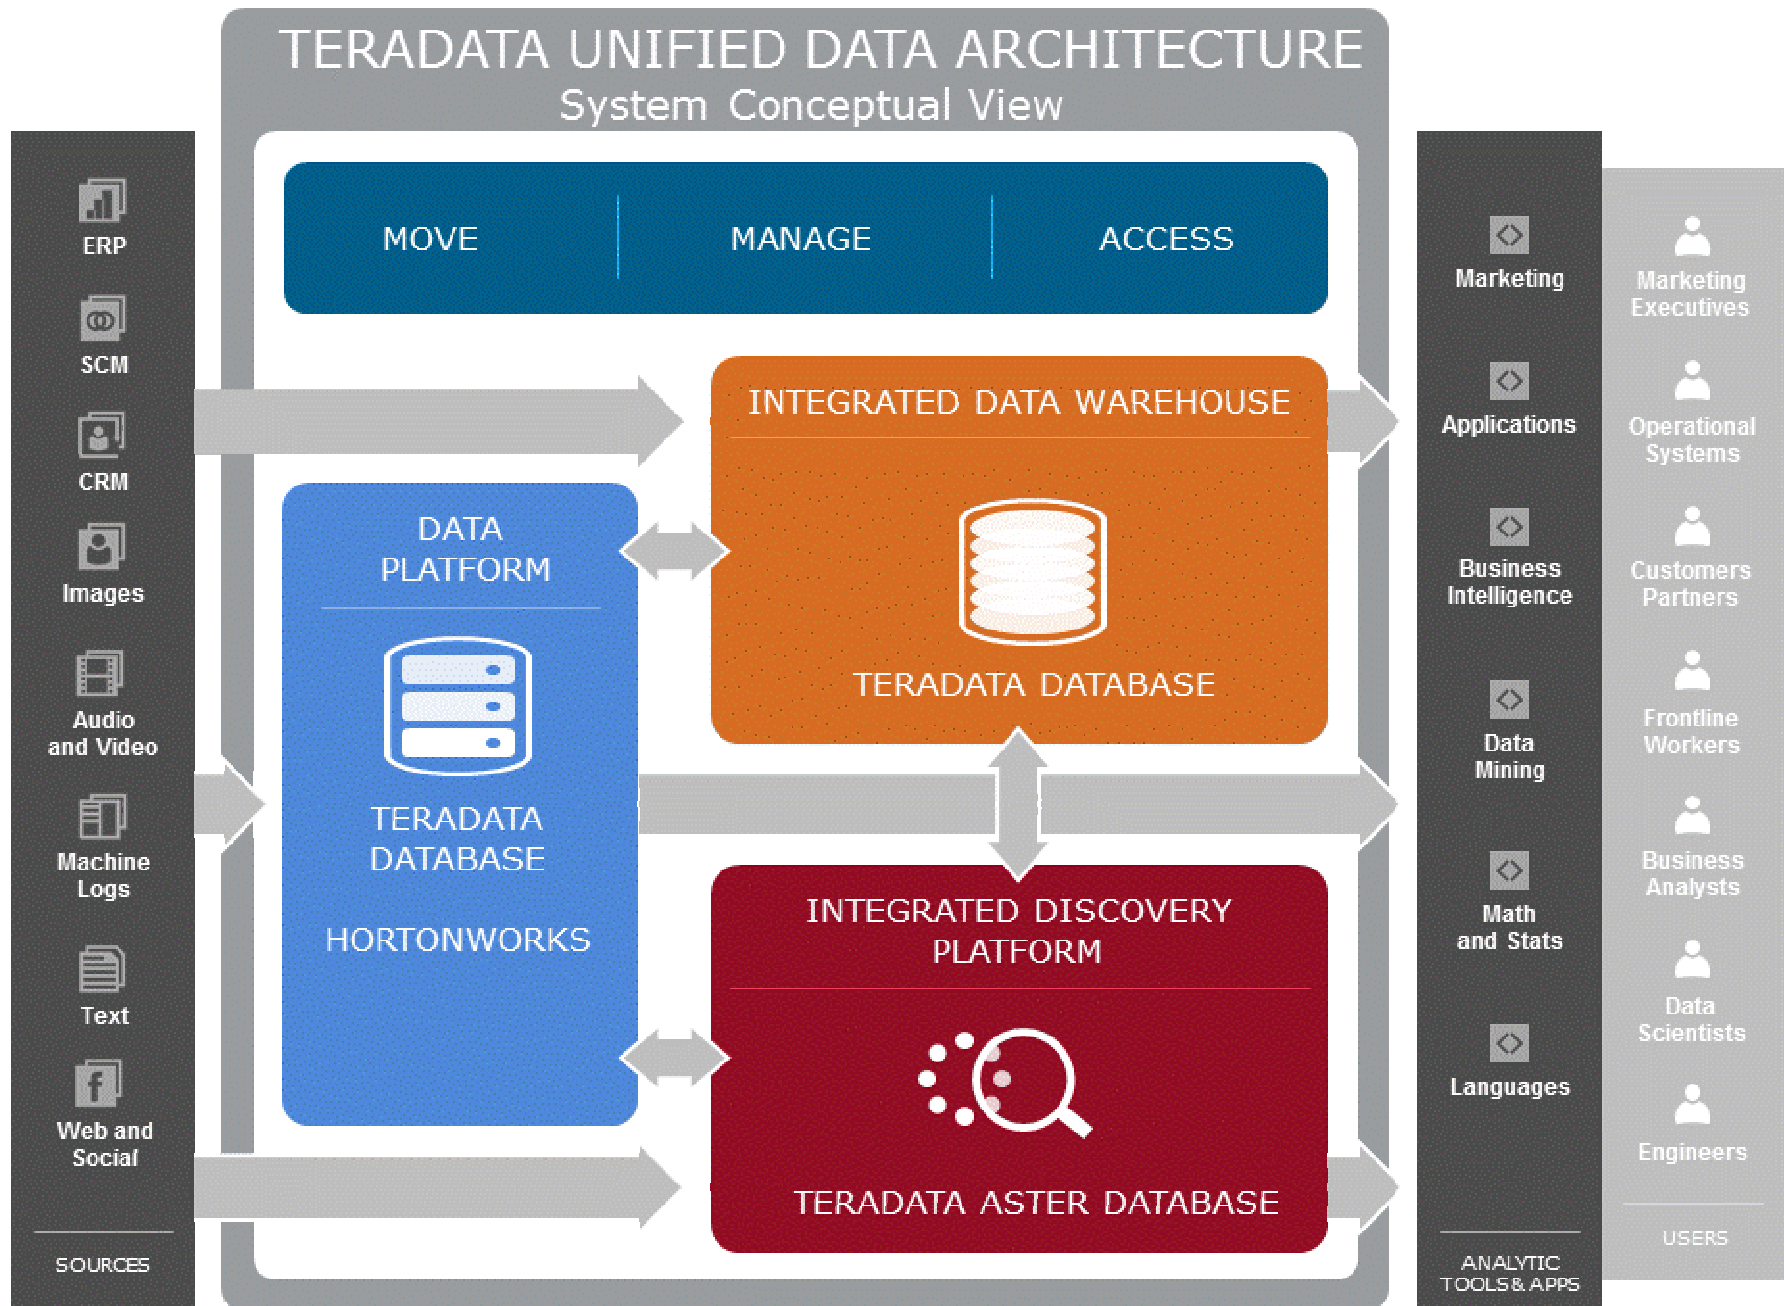 TERADATA UNIFIED DATA ARCHITECTURE
System Conceptual View
ERP
SCM
CRM
Images
Audio
and Video
Machine
Logs
Text
Web and
Social
SOURCES
MOVE
MANAGE
ACCESS
DATA
PLATFORM
TERADATA
DATABASE
HORTONWORKS
INTEGRATED DATA WAREHOUSE
TERADATA DATABASE
INTEGRATED DISCOVERY
PLATFORM
TERADATA ASTER DATABASE
Marketing
Applications
Business
Intelligence
Data
Mining
Math
and Stats
Languages
ANALYTIC
TOOLS & APPS
Marketing
Executives
Operational
Systems
Customers
Partners
Frontline
Workers
Business
Analysts
Data
Scientists
Engineers
USERS